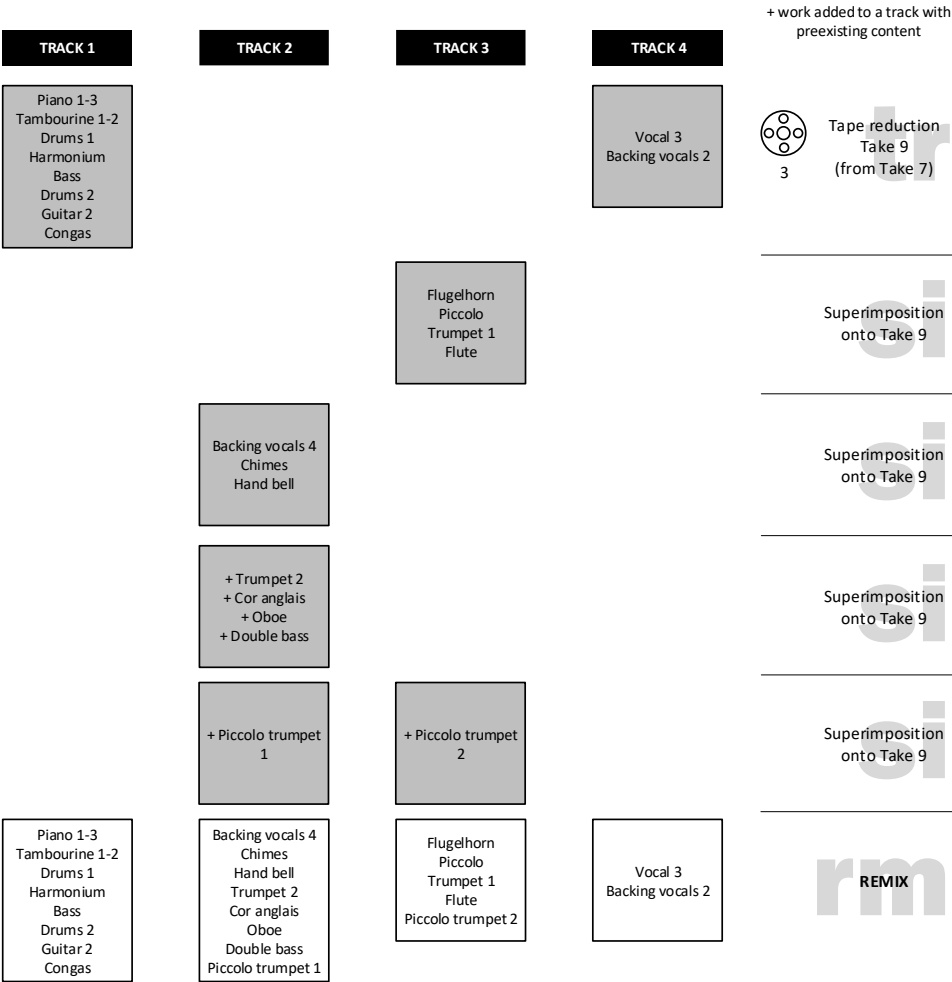 + work added to a track with
preexisting content
TRACK 1
TRACK 2
TRACK 3
TRACK 4
Piano 1-3
Tambourine 1-2
Drums 1
Harmonium
Bass
Drums 2
Guitar 2
Congas
Vocal 3
Backing vocals 2
3
tr
Tape reduction
Take 9
(from Take 7)
Flugelhorn
Piccolo
Trumpet 1
Flute
si
Superimposition
onto Take 9
Backing vocals 4
Chimes
Hand bell
si
Superimposition
onto Take 9
+ Trumpet 2
+ Cor anglais
+ Oboe
+ Double bass
si
Superimposition
onto Take 9
+ Piccolo trumpet
1
+ Piccolo trumpet
2
si
Superimposition
onto Take 9
Piano 1-3
Tambourine 1-2
Drums 1
Harmonium
Bass
Drums 2
Guitar 2
Congas
Backing vocals 4
Chimes
Hand bell
Trumpet 2
Cor anglais
Oboe
Double bass
Piccolo trumpet 1
Flugelhorn
Piccolo
Trumpet 1
Flute
Piccolo trumpet 2
Vocal 3
Backing vocals 2
rm
REMIX